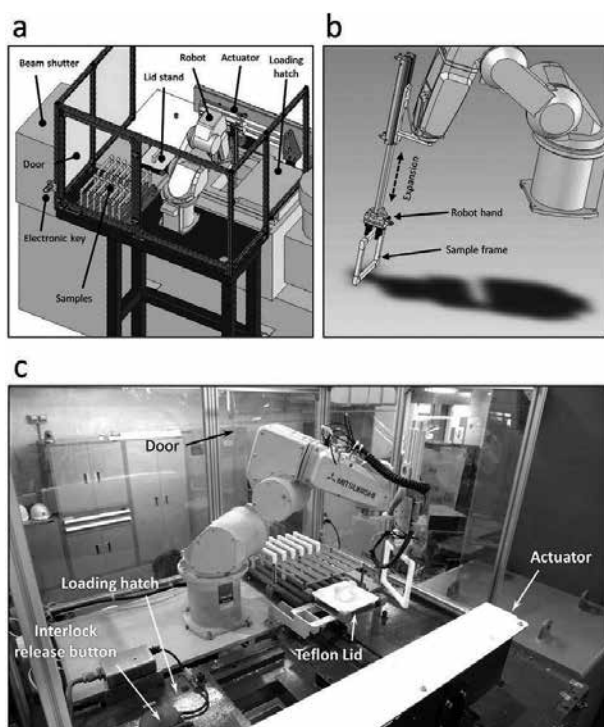 a
Beam shutter
Robot
Actuator
Loading
hatch
Lid stand
Door
Electronic key
Samples
b
Expansion
Robot hand
Sample frame
c
Door
MITSUBISHI
Loading hatch
Interlock
release button
Teflon Lid
Actuator